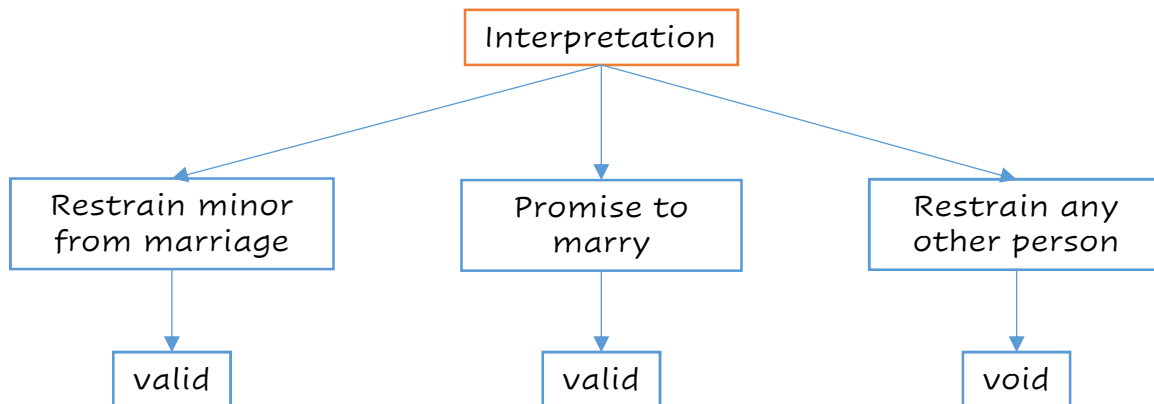 Interpretation
Restrain minor
from marriage
Promise to
marry
Restrain any
other person
valid
valid
void